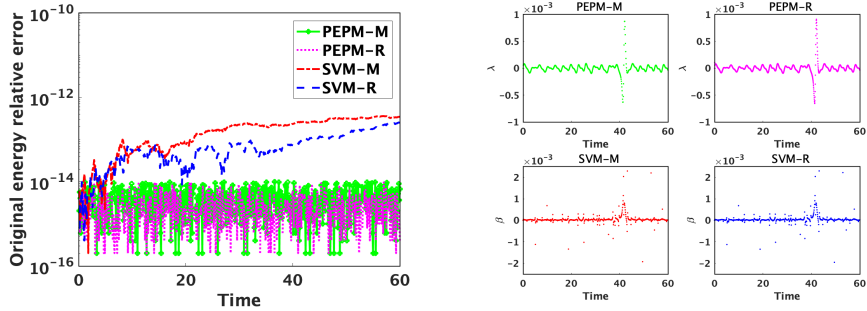 10^-10
10^-12
10^-14
10^-16
Original energy relative error
PEPM-M
PEPM-R
SVM-M
SVM-R
0 20 40 60
Time
×10^-3 PEPM-M
1
0.5
0
-0.5
-1
λ
0 20 40 60
Time
×10^-3 PEPM-R
1
0.5
0
-0.5
-1
λ
0 20 40 60
Time
×10^-3 SVM-M
2
1
0
-1
-2
β
0 20 40 60
Time
×10^-3 SVM-R
2
1
0
-1
-2
β
0 20 40 60
Time